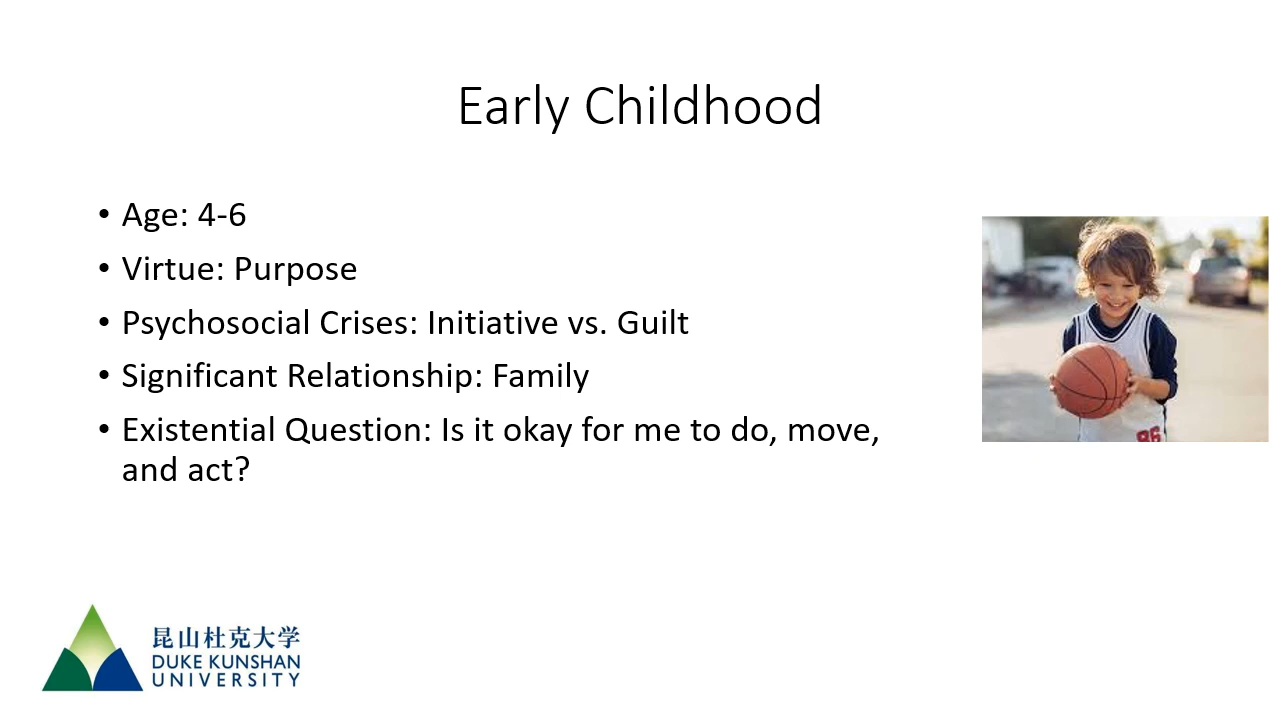 Early Childhood
• Age: 4-6
• Virtue: Purpose
• Psychosocial Crises: Initiative vs. Guilt
• Significant Relationship: Family
• Existential Question: Is it okay for me to do, move,
and act?
96
昆山杜克大学
DUKE KUNSHAN
UNIVERSITY